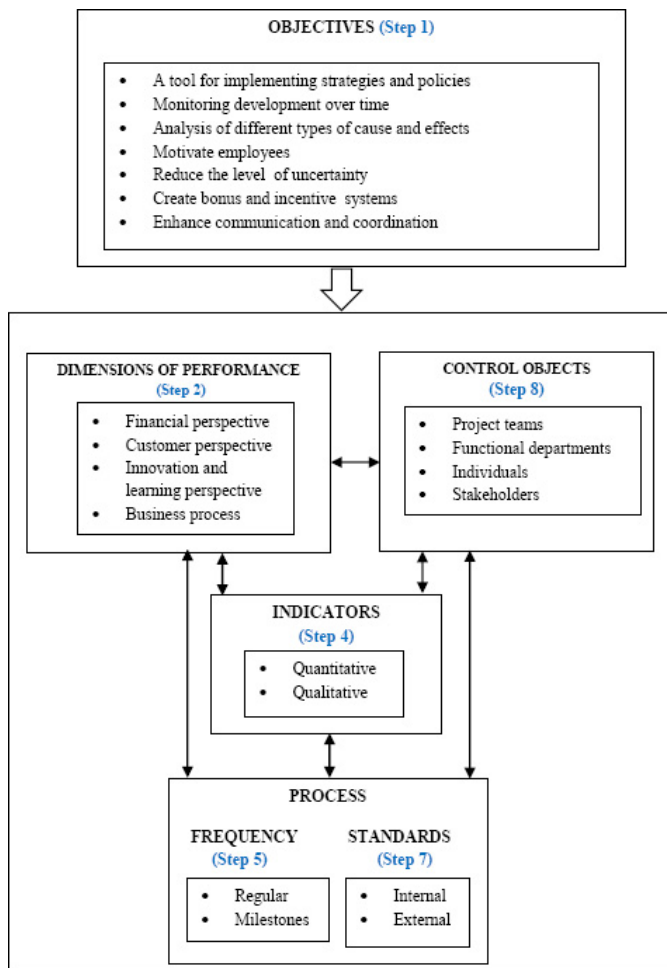 OBJECTIVES (Step 1)
• A tool for implementing strategies and policies
• Monitoring development over time
• Analysis of different types of cause and effects
• Motivate employees
• Reduce the level of uncertainty
• Create bonus and incentive systems
• Enhance communication and coordination
DIMENSIONS OF PERFORMANCE
(Step 2)
• Financial perspective
• Customer perspective
• Innovation and
learning perspective
• Business process
CONTROL OBJECTS
(Step 8)
• Project teams
• Functional departments
• Individuals
• Stakeholders
INDICATORS
(Step 4)
• Quantitative
• Qualitative
PROCESS
FREQUENCY
(Step 5)
• Regular
• Milestones
STANDARDS
(Step 7)
• Internal
• External